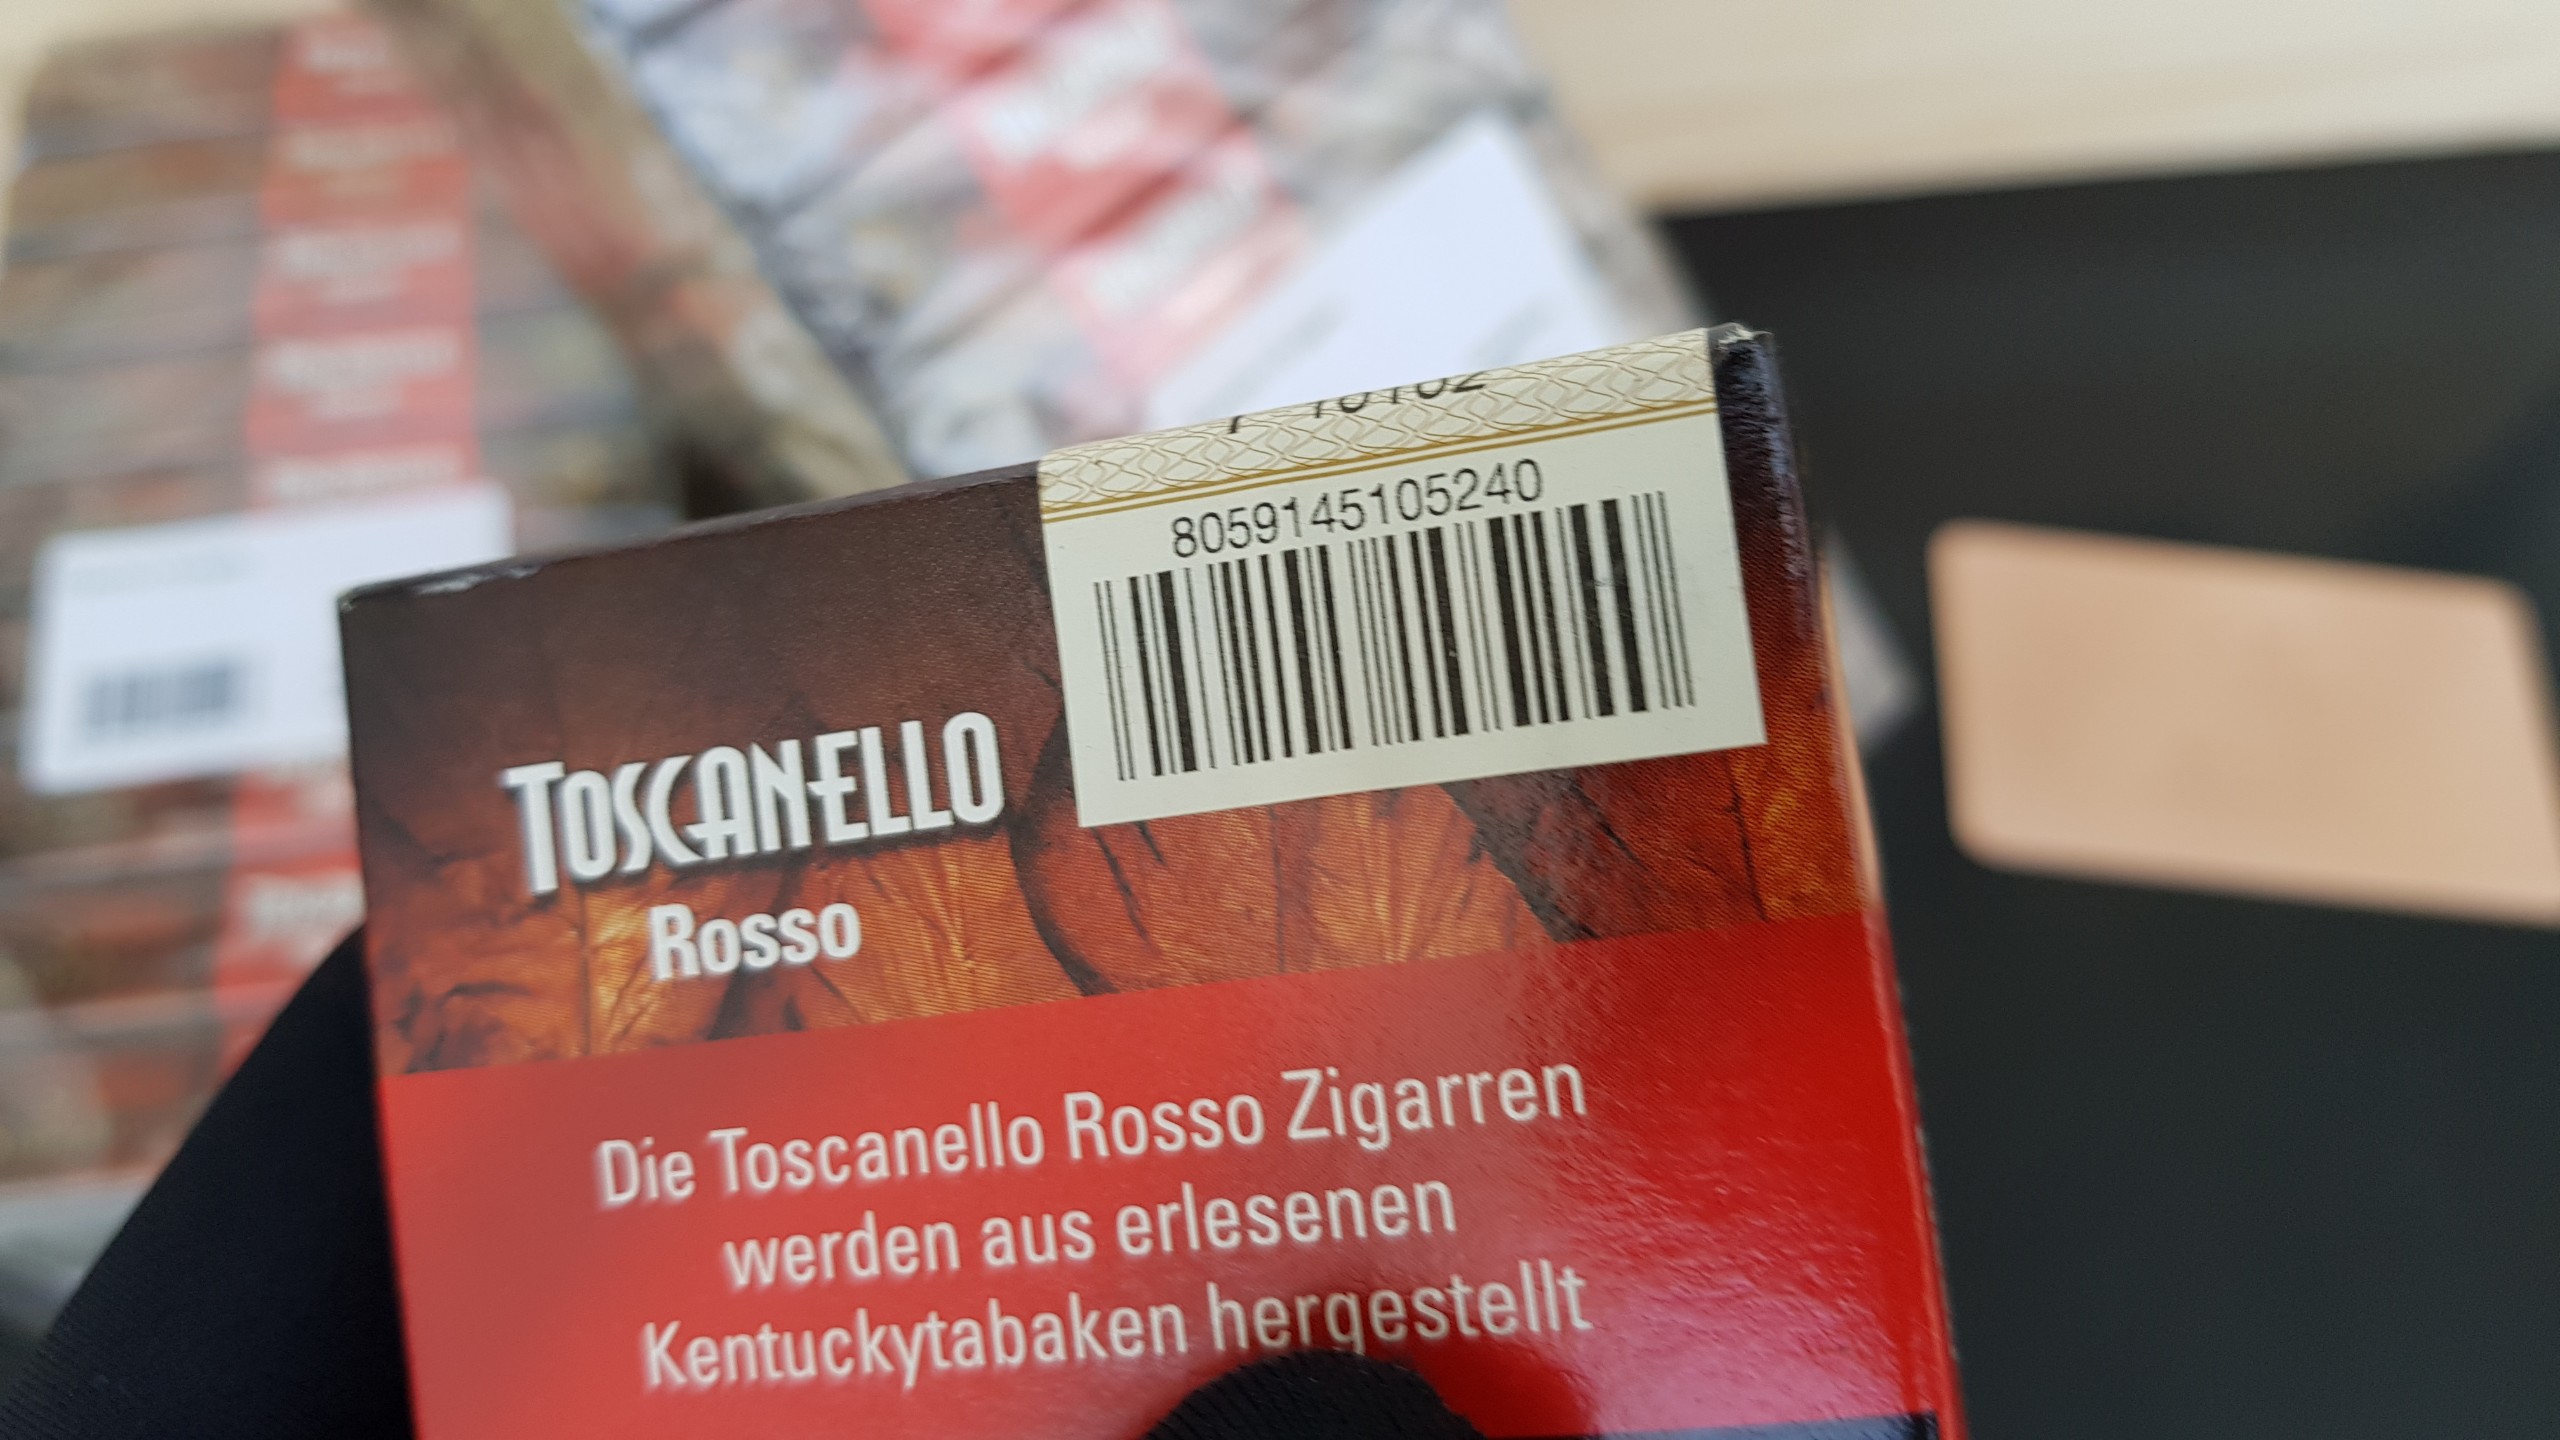 8059145105240
TOSCANELLO
Rosso
Die Toscanello Rosso Zigarren
werden aus erlesenen
Kentuckytabaken hergestellt